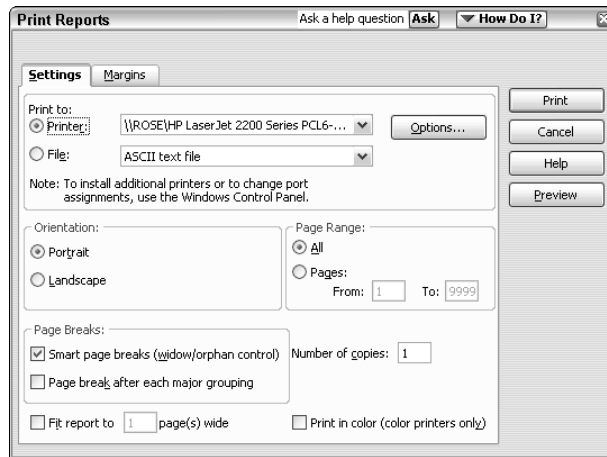 Print Reports
Ask a help question Ask How Do I?
Settings Margins
Print to:
Printer: \\ROSE\HP LaserJet 2200 Series PCL6-... Options...
File: ASCII text file
Note: To install additional printers or to change port
assignments, use the Windows Control Panel.
Print
Cancel
Help
Preview
Orientation:
Portrait
Landscape
Page Range:
All
Pages:
From: 1 To: 9999
Page Breaks:
Smart page breaks (widow/orphan control)
Page break after each major grouping
Number of copies: 1
Fit report to 1 page(s) wide
Print in color (color printers only)